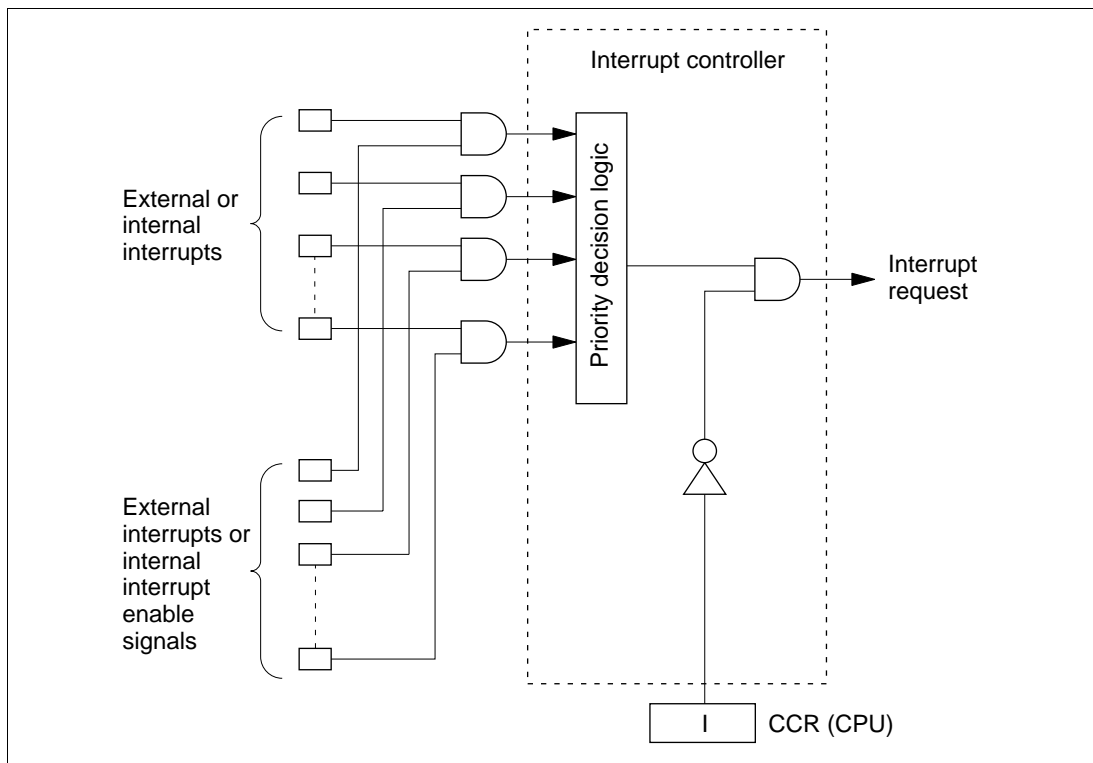 Interrupt controller
External or
internal
interrupts
Priority decision logic
Interrupt
request
External
interrupts or
internal
interrupt
enable
signals
I
CCR (CPU)